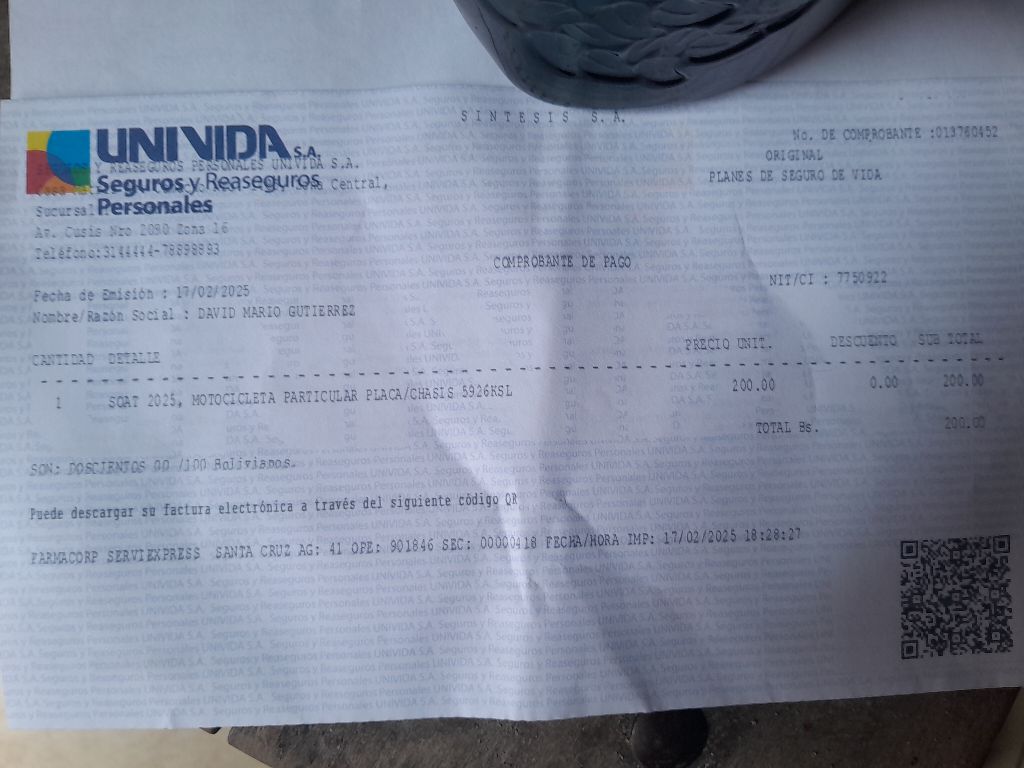 SINTESIS S.A.
No. DE COMPROBANTE :013760452
ORIGINAL
PLANES DE SEGURO DE VIDA
UNIVIDA S.A.
Seguros y Reaseguros
Personales
Y REASEGUROS PERSONALES UNIVIDA S.A.
Zona Central,
Sucursal
Av. Cusis Nro 2080 Zona 16
Teléfono:3144444-78898893
COMPROBANTE DE PAGO
NIT/CI : 7750922
Fecha de Emisión : 17/02/2025
Nombre/Razón Social : DAVID MARIO GUTIERREZ
CANTIDAD DETALLE PRECIO UNIT. DESCUENTO SUB TOTAL
1 SOAT 2025, MOTOCICLETA PARTICULAR PLACA/CHASIS 5926KSL 200.00 0.00 200.00
TOTAL Bs. 200.00
SON: DOSCIENTOS 00 /100 Bolivianos.
Puede descargar su factura electrónica a través del siguiente código QR
FARMACORP SERVIEXPRESS SANTA CRUZ AG: 41 OPE: 901846 SEC: 00000418 FECHA/HORA IMP: 17/02/2025 18:28:27